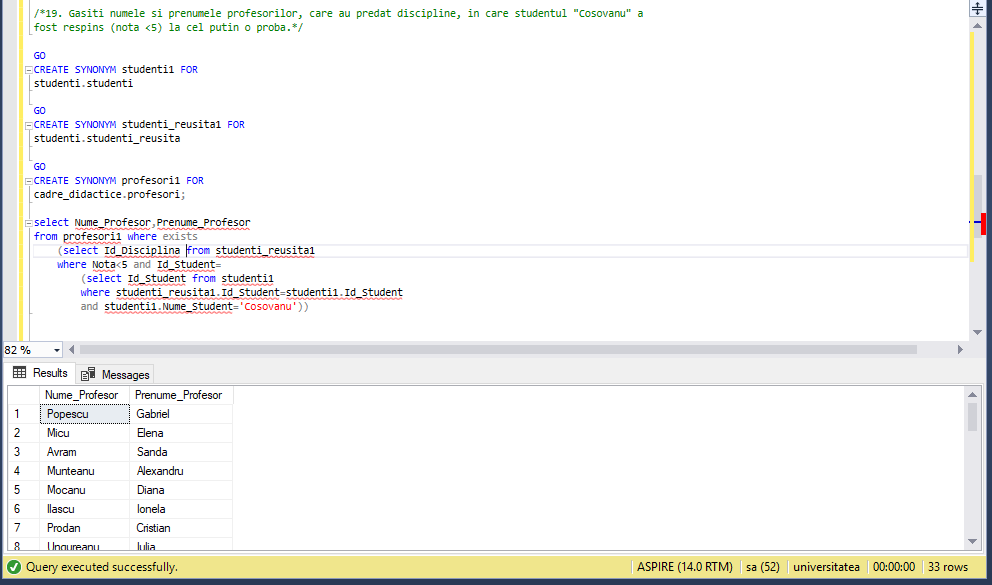 /*19. Gasiti numele si prenumele profesorilor, care au predat discipline, in care studentul "Cosovanu" a
fost respins (nota <5) la cel putin o proba.*/
GO
CREATE SYNONYM studenti1 FOR
studenti.studenti
GO
CREATE SYNONYM studenti_reusita1 FOR
studenti.studenti_reusita
GO
CREATE SYNONYM profesori1 FOR
cadre_didactice.profesori;
select Nume_Profesor,Prenume_Profesor
from profesori1 where exists
(select Id_Disciplina from studenti_reusita1
where Nota<5 and Id_Student=
(select Id_Student from studenti1
where studenti_reusita1.Id_Student=studenti1.Id_Student
and studenti1.Nume_Student='Cosovanu'))
82 %
Results Messages
Nume_Profesor Prenume_Profesor
1 Popescu Gabriel
2 Micu Elena
3 Avram Sanda
4 Munteanu Alexandru
5 Mocanu Diana
6 Ilascu Ionela
7 Prodan Cristian
8 Ungureanu Iulia
Query executed successfully. ASPIRE (14.0 RTM) sa (52) universitatea 00:00:00 33 rows